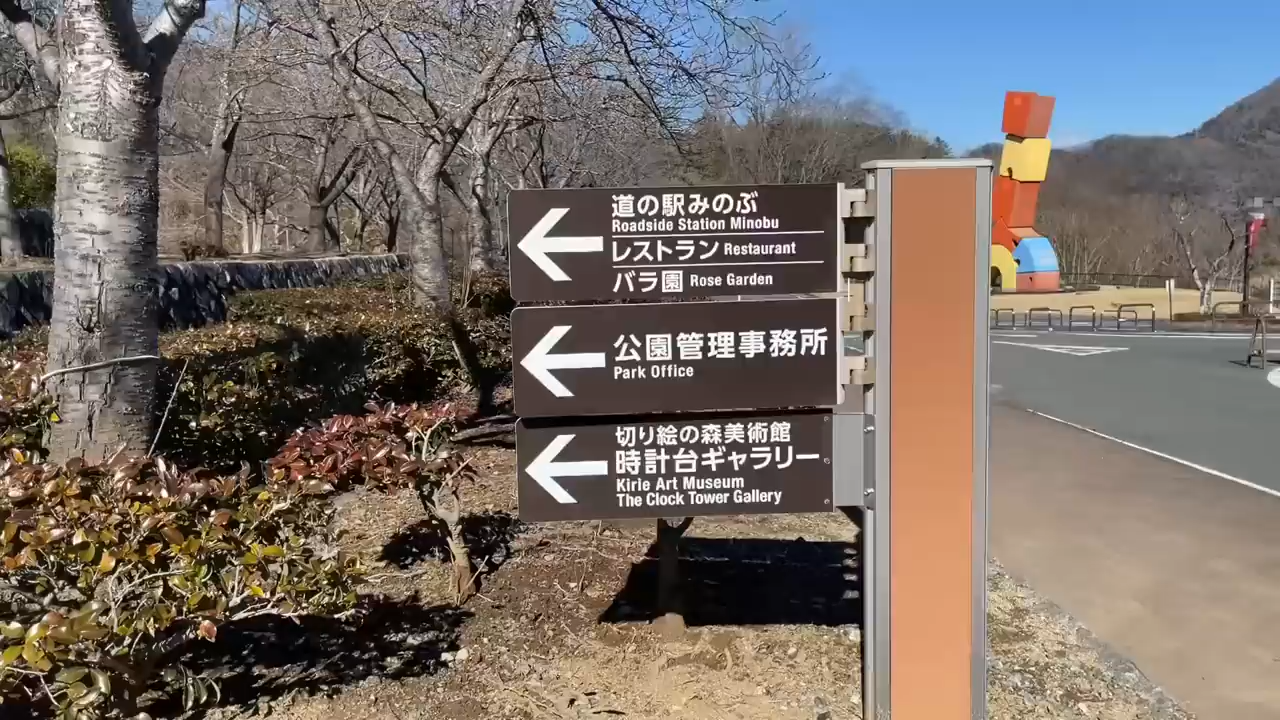 道の駅みのぶ
Roadside Station Minobu
レストラン Restaurant
バラ園 Rose Garden
公園管理事務所
Park Office
切り絵の森美術館
時計台ギャラリー
Kirie Art Museum
The Clock Tower Gallery